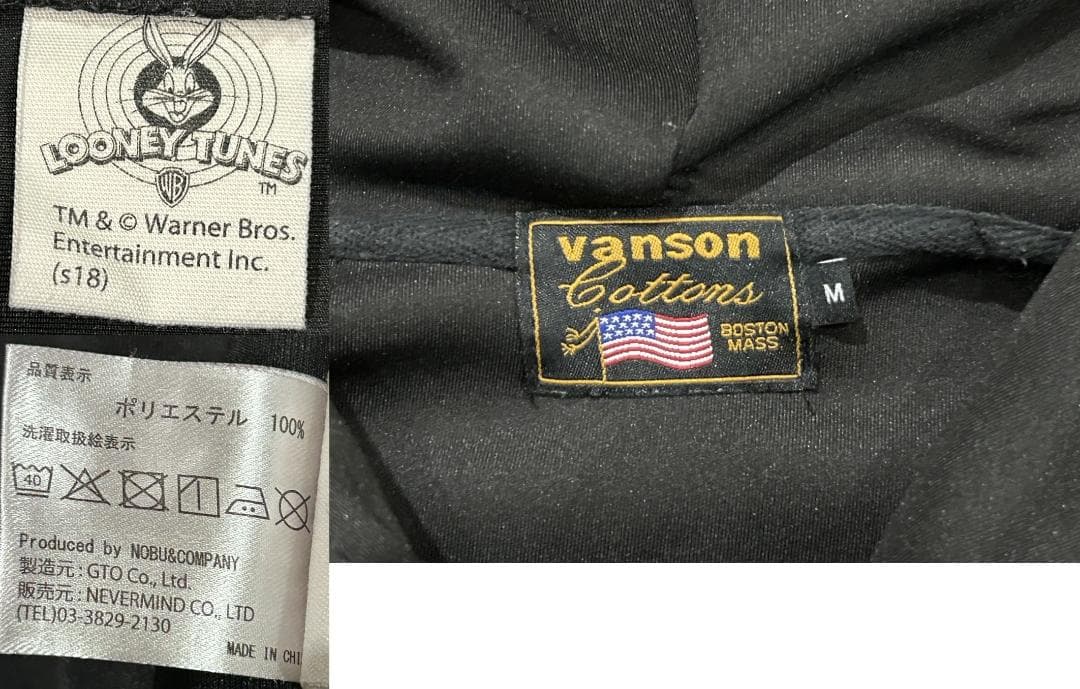 LOONEY TUNES
WB
TM
TM & © Warner Bros.
Entertainment Inc.
(s18)
品質表示
ポリエステル 100%
洗濯取扱絵表示
40
Produced by NOBU&COMPANY
製造元:GTO Co., Ltd.
販売元:NEVERMIND CO., LTD
(TEL)03-3829-2130
MADE IN CHI
vanson
Cottons
BOSTON
MASS.
M